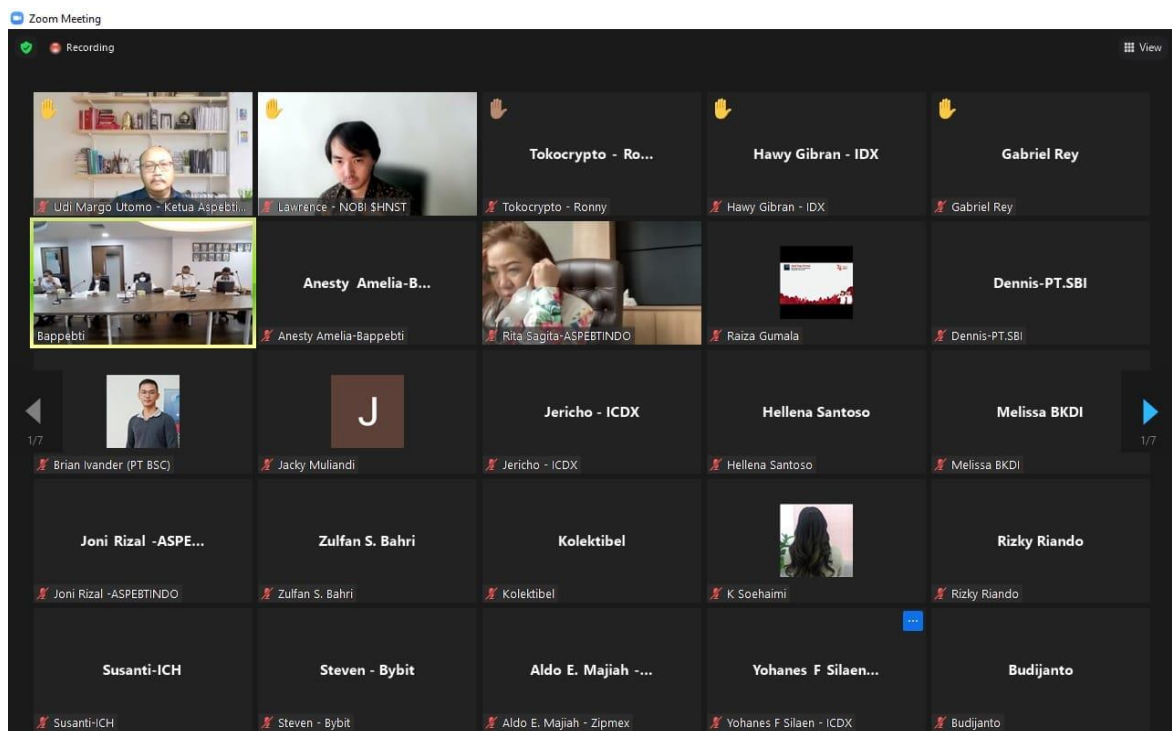 Zoom Meeting
Recording
View
Udi Margo Utomo - Ketua Aspebti...
Lawrence - NOBI $HNST
Tokocrypto - Ro...
Tokocrypto - Ronny
Hawy Gibran - IDX
Hawy Gibran - IDX
Gabriel Rey
Gabriel Rey
Bappebti
Anesty Amelia-B...
Anesty Amelia-Bappebti
Rita Sagita-ASPEBTINDO
Raiza Gumala
Dennis-PT.SBI
Dennis-PT.SBI
1/7
Brian Ivander (PT BSC)
J
Jacky Muliandi
Jericho - ICDX
Jericho - ICDX
Hellena Santoso
Hellena Santoso
Melissa BKDI
Melissa BKDI
1/7
Joni Rizal -ASPE...
Joni Rizal -ASPEBTINDO
Zulfan S. Bahri
Zulfan S. Bahri
Kolektibel
Kolektibel
K Soehaimi
Rizky Riando
Rizky Riando
Susanti-ICH
Susanti-ICH
Steven - Bybit
Steven - Bybit
Aldo E. Majiah -...
Aldo E. Majiah - Zipmex
Yohanes F Silaen...
Yohanes F Silaen - ICDX
Budijanto
Budijanto